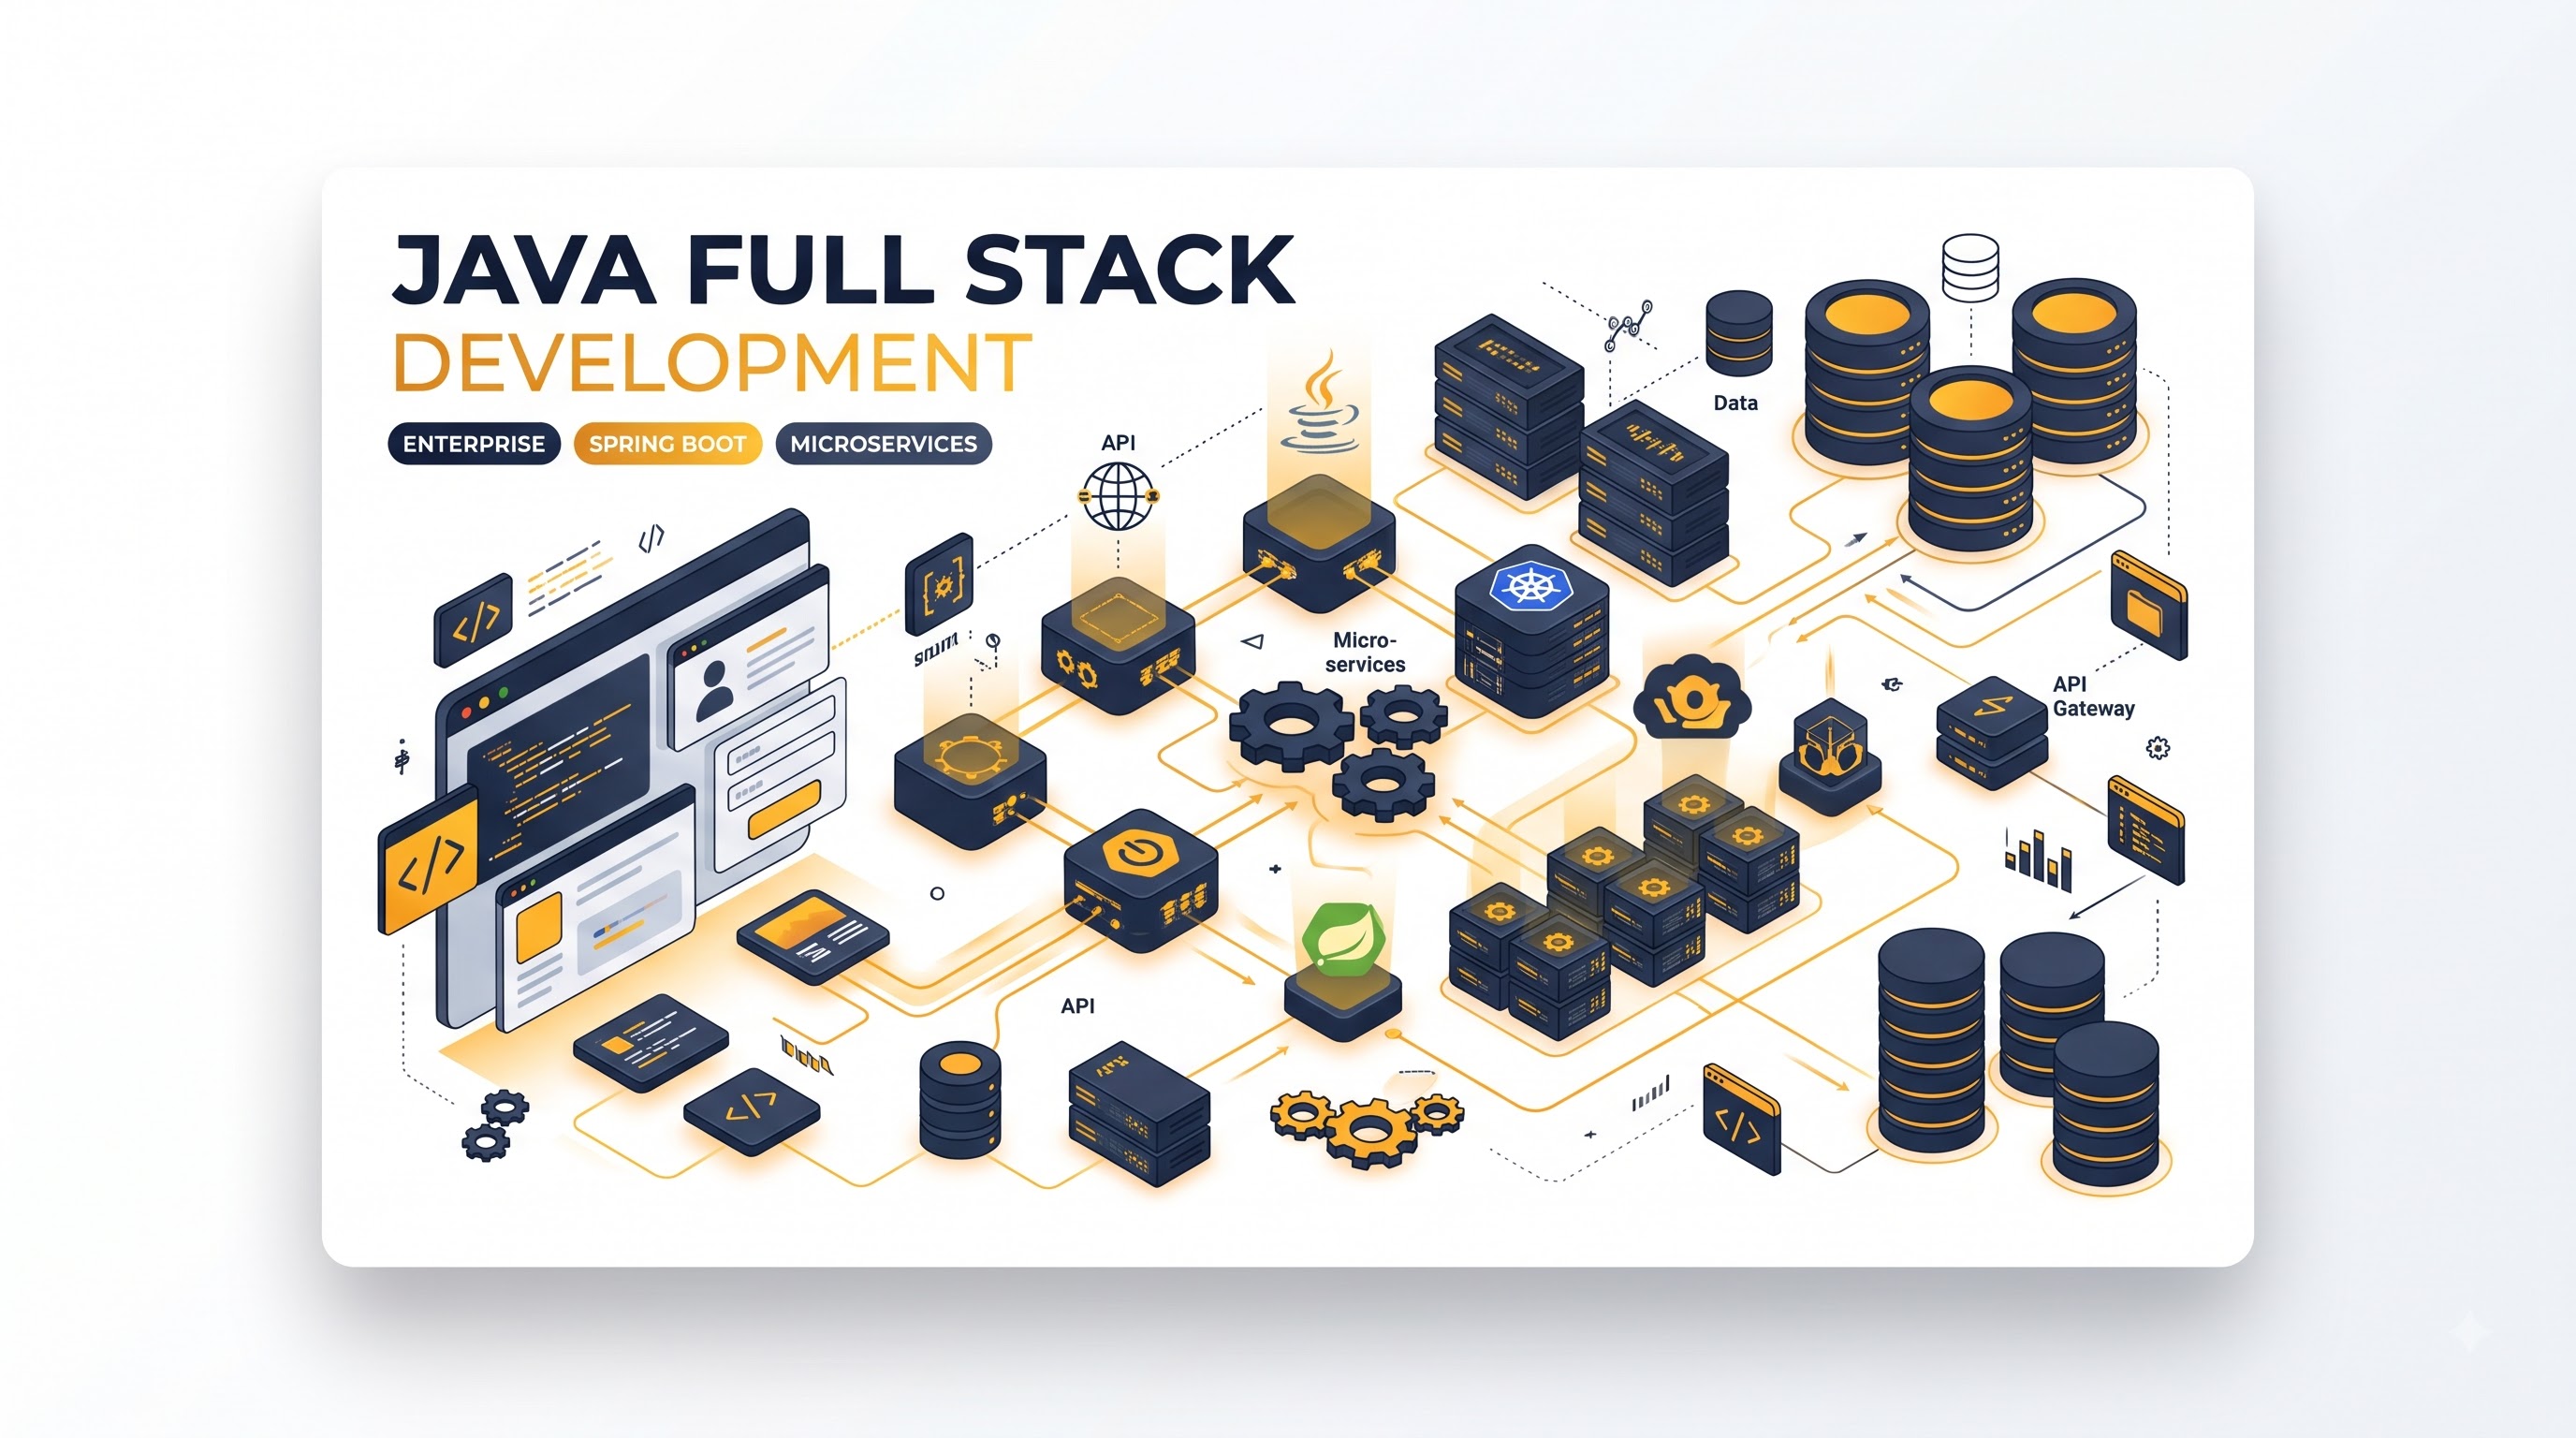 JAVA FULL STACK
DEVELOPMENT
ENTERPRISE
SPRING BOOT
MICROSERVICES
API
Data
Micro-
services
API
Gateway
API